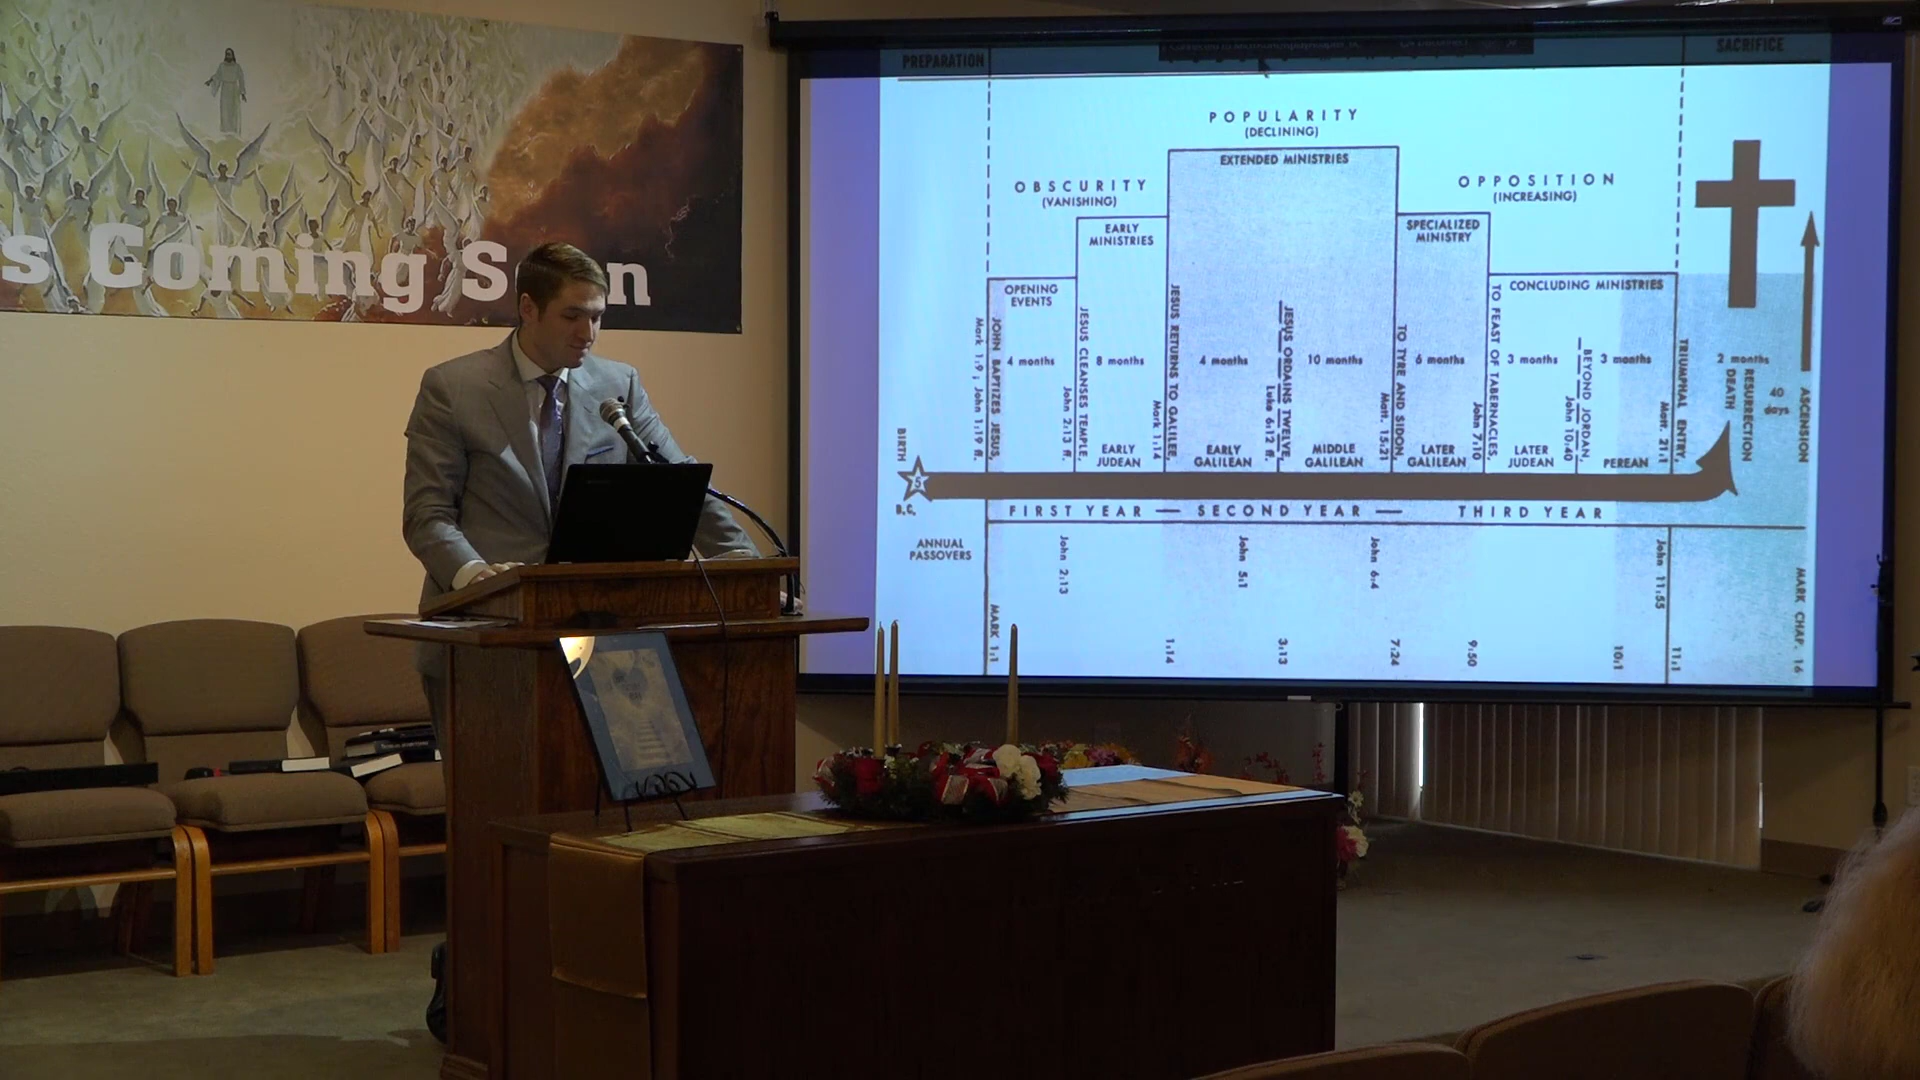 s Coming S n
PREPARATION
SACRIFICE
POPULARITY
(DECLINING)
EXTENDED MINISTRIES
OBSCURITY
(VANISHING)
OPPOSITION
(INCREASING)
EARLY
MINISTRIES
SPECIALIZED
MINISTRY
OPENING
EVENTS
CONCLUDING MINISTRIES
JOHN BAPTIZES JESUS,
Mark 1:9 ; John 1:19 ff.
4 months
JESUS CLEANSES TEMPLE,
John 2:13 ff.
8 months
JESUS RETURNS TO GALILEE,
Mark 1:14
4 months
JESUS ORDAINS TWELVE,
Luke 6:12 ff.
10 months
TO TYRE AND SIDON,
Matt. 15:21
6 months
TO FEAST OF TABERNACLES,
John 7:10
3 months
BEYOND JORDAN,
John 10:40
3 months
TRIUMPHAL ENTRY,
Matt. 21:1
2 months
RESURRECTION
DEATH
40
days
ASCENSION
BIRTH
5
B.C.
EARLY
JUDEAN
EARLY
GALILEAN
MIDDLE
GALILEAN
LATER
GALILEAN
LATER
JUDEAN
PEREAN
FIRST YEAR — SECOND YEAR — THIRD YEAR
ANNUAL
PASSOVERS
John 2:13
John 5:1
John 6:4
John 11:55
MARK 1:1
1:14
3:13
7:24
9:50
10:1
11:1
MARK CHAP. 16